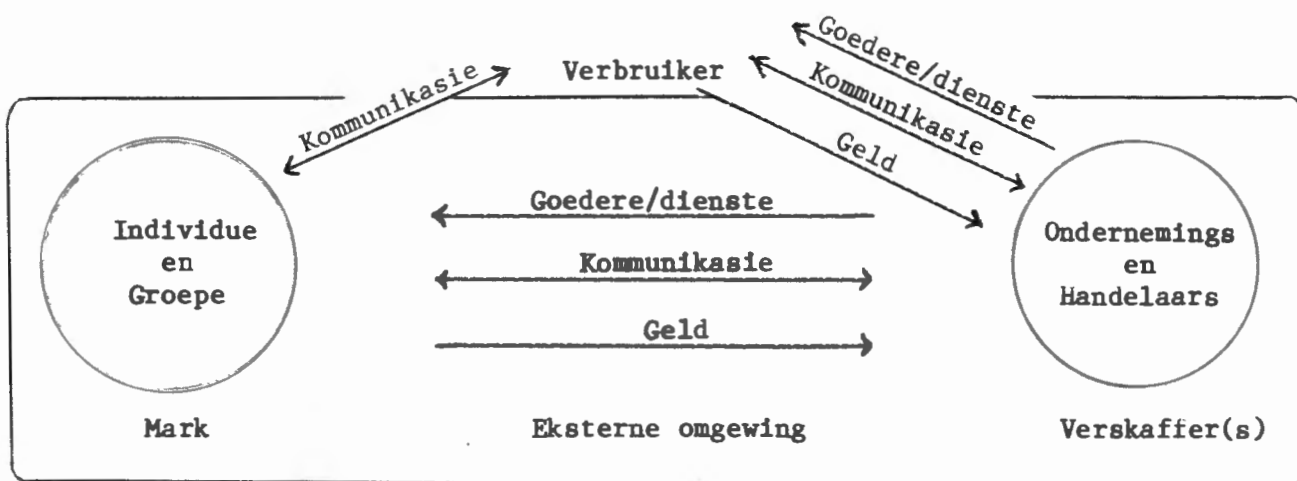 Verbruiker
Kommunikasie
Goedere/dienste
Kommunikasie
Geld
Individue
en
Groepe
Goedere/dienste
Kommunikasie
Geld
Ondernemings
en
Handelaars
Mark
Eksterne omgewing
Verskaffer(s)